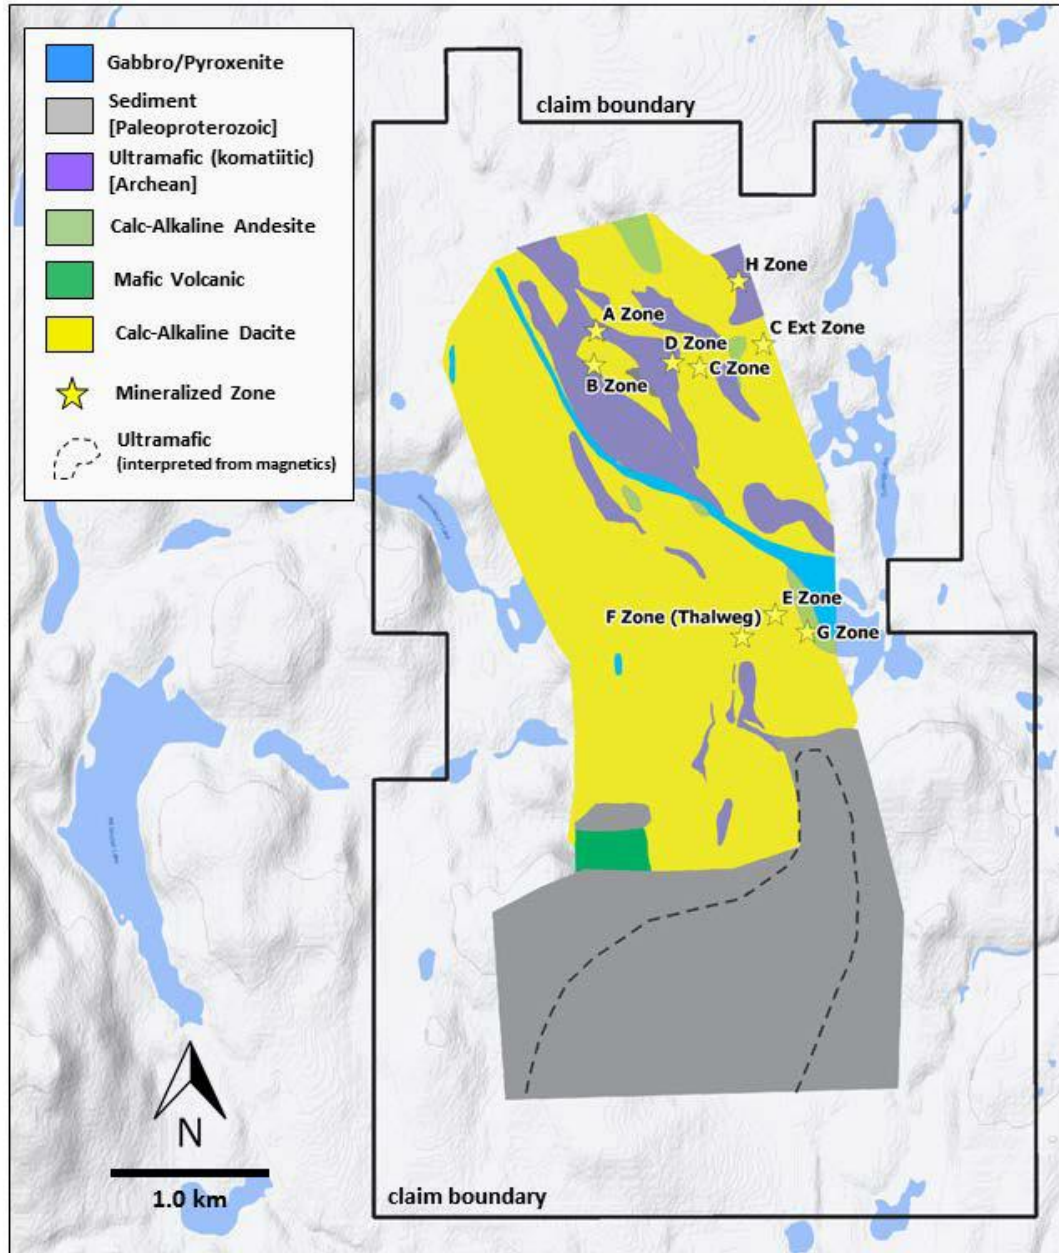 Gabbro/Pyroxenite
Sediment
[Paleoproterozoic]
Ultramafic (komatiitic)
[Archean]
Calc-Alkaline Andesite
Mafic Volcanic
Calc-Alkaline Dacite
Mineralized Zone
Ultramafic
(interpreted from magnetics)
claim boundary
H Zone
A Zone
C Ext Zone
D Zone
C Zone
B Zone
E Zone
F Zone (Thalweg)
G Zone
N
1.0 km
claim boundary